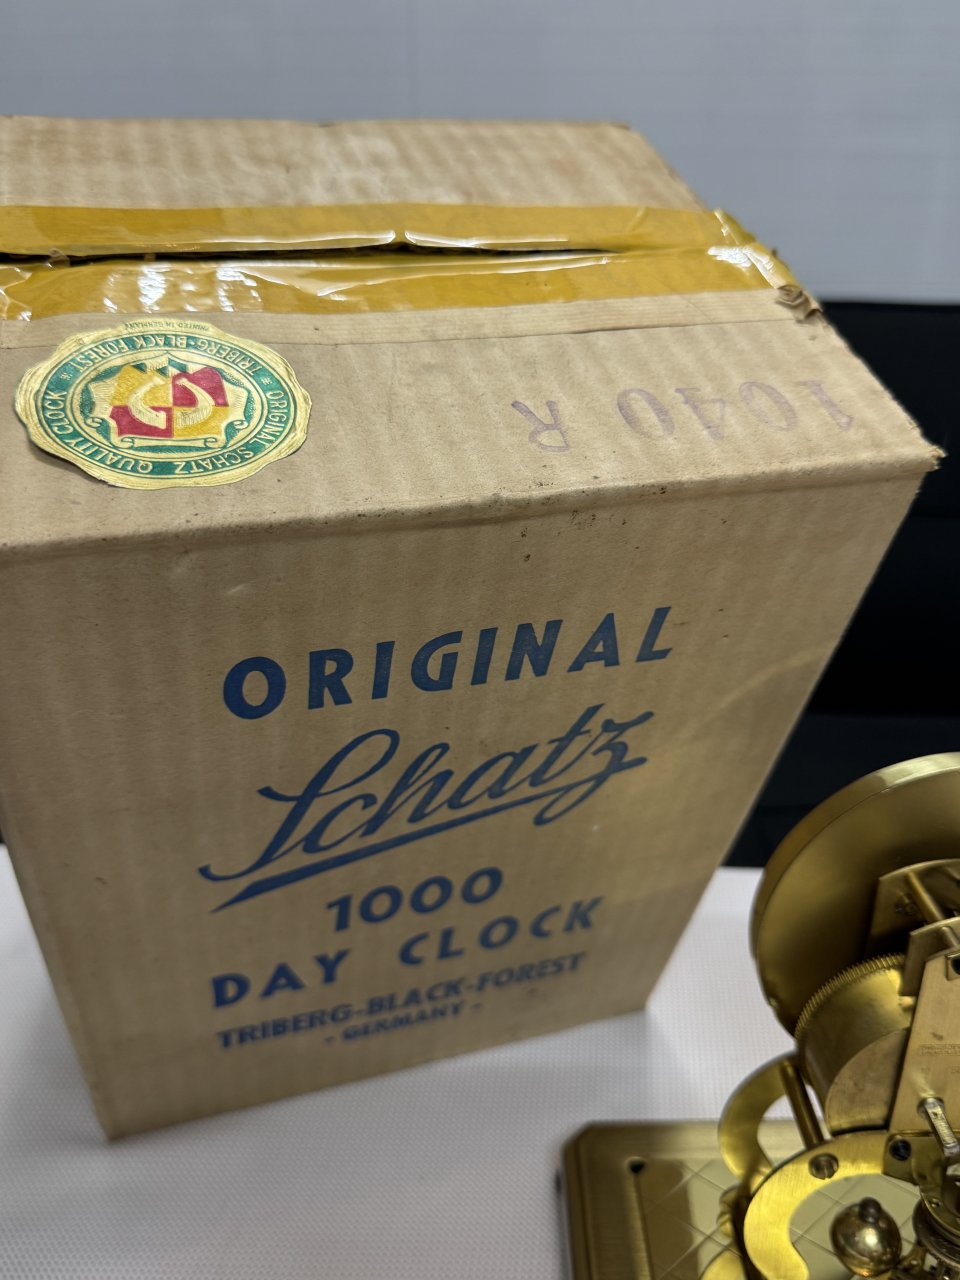 PRINTED IN GERMANY
TRIBERG-BLACK FOREST
ORIGINAL SCHATZ QUALITY CLOCK
1040 R
ORIGINAL
Schatz
1000
DAY CLOCK
TRIBERG-BLACK-FOREST
- GERMANY -